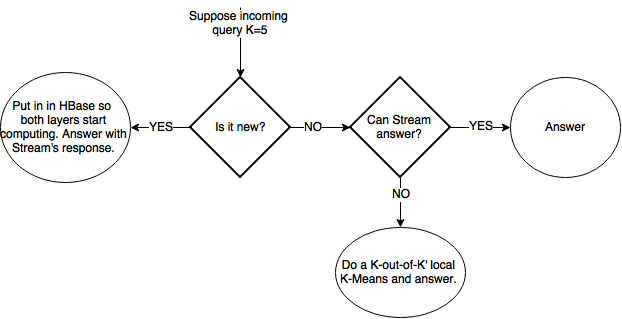 Suppose incoming
query K=5
Put in in HBase so
both layers start
computing. Answer with
Stream's response.
YES
Is it new?
NO
Can Stream
answer?
YES
Answer
NO
Do a K-out-of-K' local
K-Means and answer.